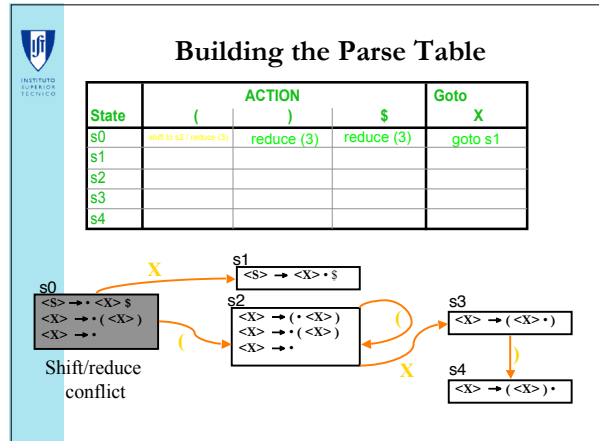 INSTITUTO
SUPERIOR
TECNICO
Building the Parse Table
ACTION Goto
State ( ) $ X
s0 shift to s2 / reduce (3) reduce (3) reduce (3) goto s1
s1
s2
s3
s4
s0
<S> → • <X> $
<X> → • ( <X> )
<X> → •
Shift/reduce
conflict
X
(
s1
<S> → <X> • $
s2
<X> → ( • <X> )
<X> → • ( <X> )
<X> → •
(
X
s3
<X> → ( <X> • )
)
s4
<X> → ( <X> ) •